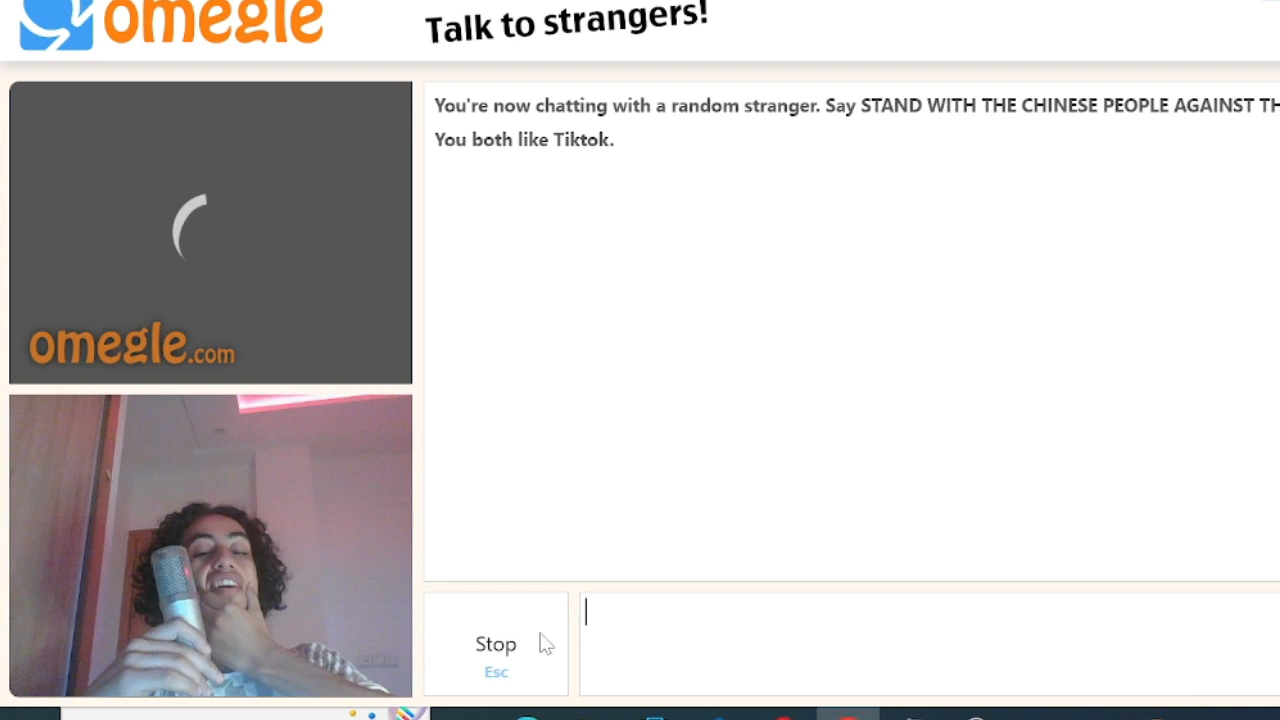 omegle
Talk to strangers!
You're now chatting with a random stranger. Say STAND WITH THE CHINESE PEOPLE AGAINST TH
You both like Tiktok.
omegle.com
Stop
Esc